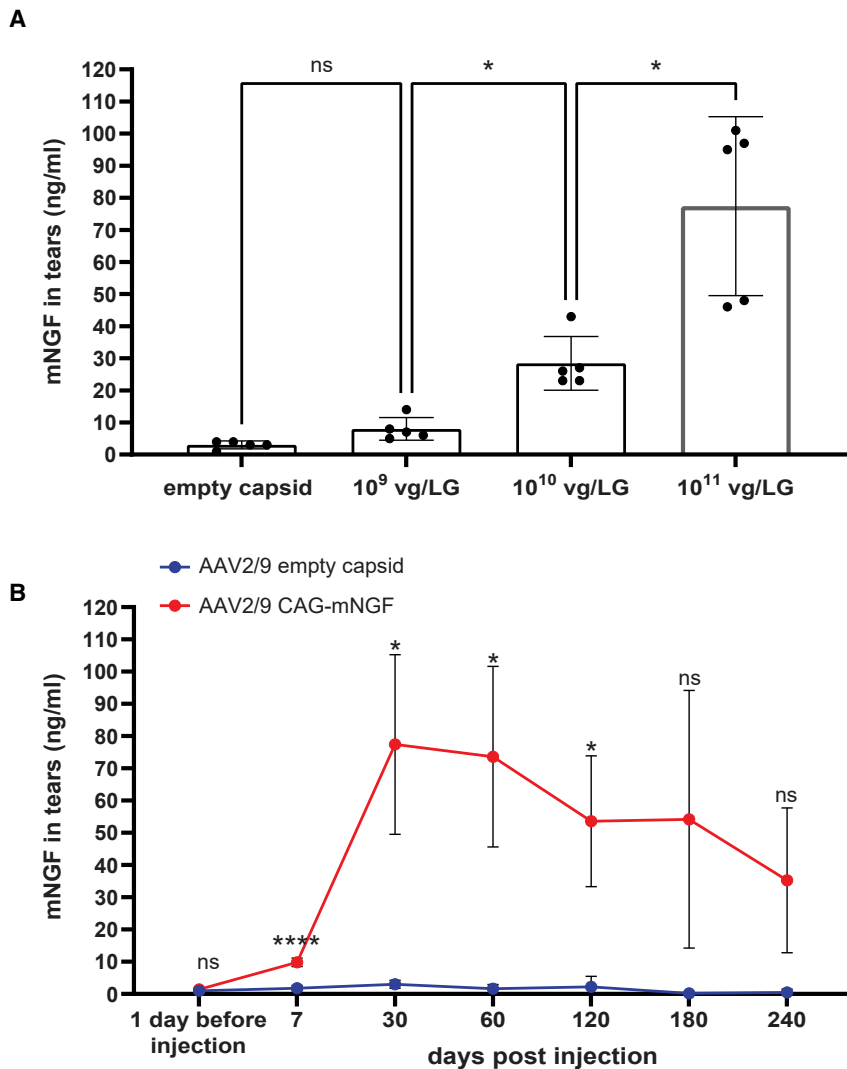 A
mNGF in tears (ng/ml)
120
110
100
90
80
70
60
50
40
30
20
10
0
ns
*
*
empty capsid
10⁹ vg/LG
10¹⁰ vg/LG
10¹¹ vg/LG
AAV2/9 empty capsid
AAV2/9 CAG-mNGF
B
mNGF in tears (ng/ml)
120
110
100
90
80
70
60
50
40
30
20
10
0
ns
****
*
*
*
ns
ns
1 day before
injection
7
30
60
120
180
240
days post injection